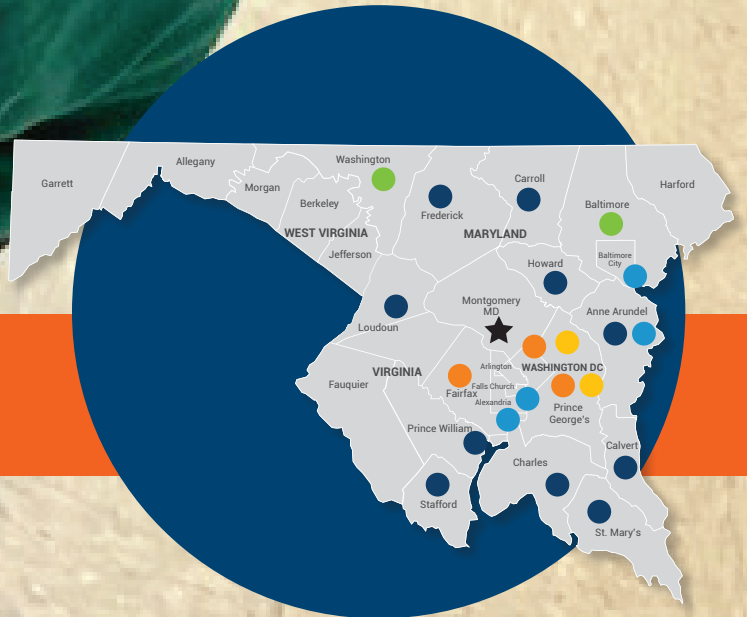 Garrett
Allegany
Morgan
Berkeley
WEST VIRGINIA
Jefferson
Washington
Frederick
Carroll
MARYLAND
Baltimore
Harford
Baltimore
City
Howard
Montgomery
MD
Anne Arundel
Loudoun
Fauquier
VIRGINIA
Arlington
WASHINGTON DC
Fairfax
Falls Church
Alexandria
Prince
George's
Prince William
Stafford
Charles
Calvert
St. Mary's